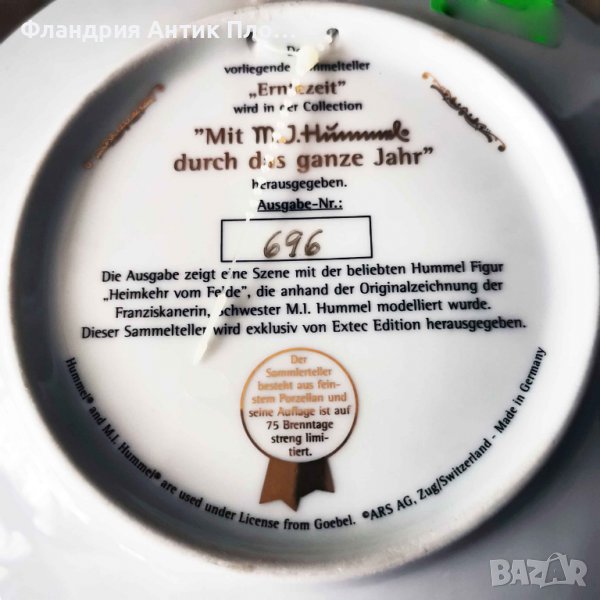 Фландрия Антик Пло...
Der
vorliegende Sammelteller
„Erntezeit"
wird in der Collection
"Mit M.J.Hummel
durch das ganze Jahr"
herausgegeben.
Ausgabe-Nr.:
696
Die Ausgabe zeigt eine Szene mit der beliebten Hummel Figur
„Heimkehr vom Felde", die anhand der Originalzeichnung der
Franziskanerin, Schwester M.I. Hummel modelliert wurde.
Dieser Sammelteller wird exklusiv von Extec Edition herausgegeben.
Der
Sammlerteller
besteht aus fein-
stem Porzellan und
seine Auflage ist auf
75 Brenntage
streng limi-
tiert.
Hummel® and M.I. Hummel® are used under License from Goebel. ©ARS AG, Zug/Switzerland - Made in Germany
BAZAR